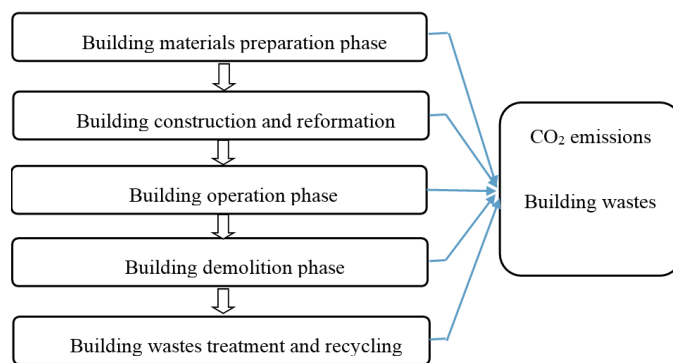 Building materials preparation phase
Building construction and reformation
Building operation phase
Building demolition phase
Building wastes treatment and recycling
CO₂ emissions
Building wastes